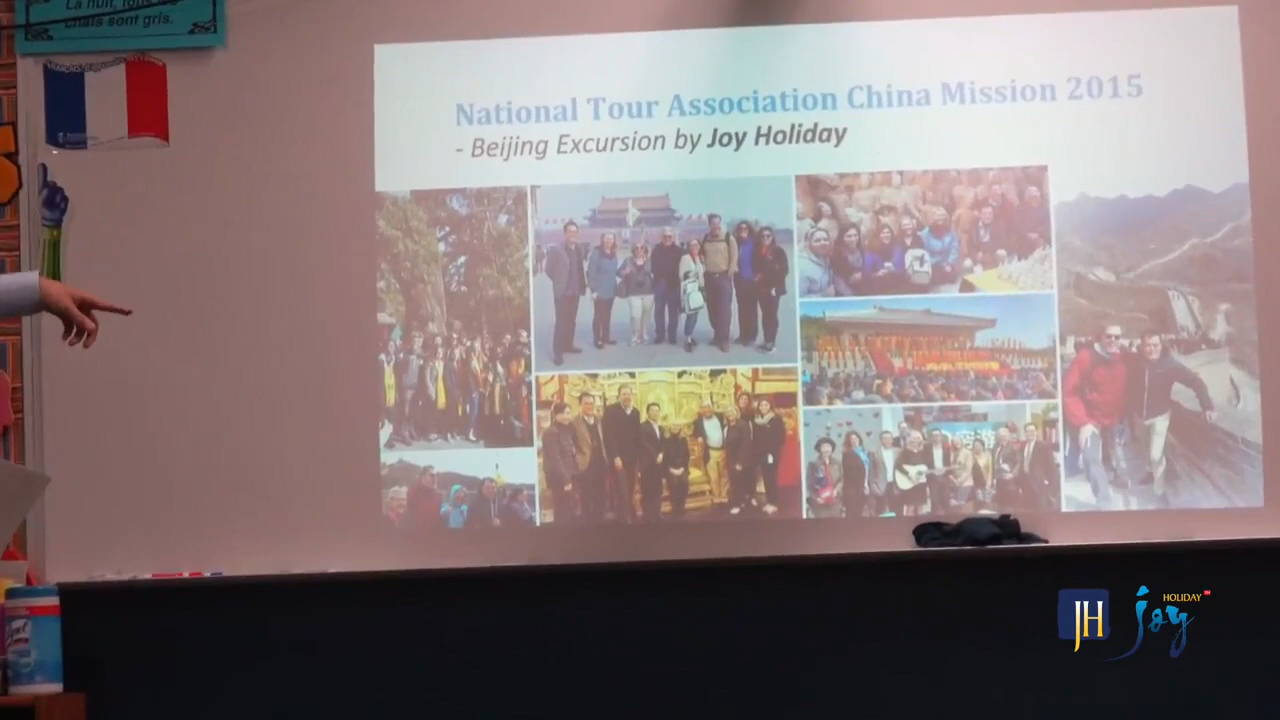 La nuit, tous
chats sont gris.
National Tour Association China Mission 2015
- Beijing Excursion by Joy Holiday
JH
HOLIDAY
joy